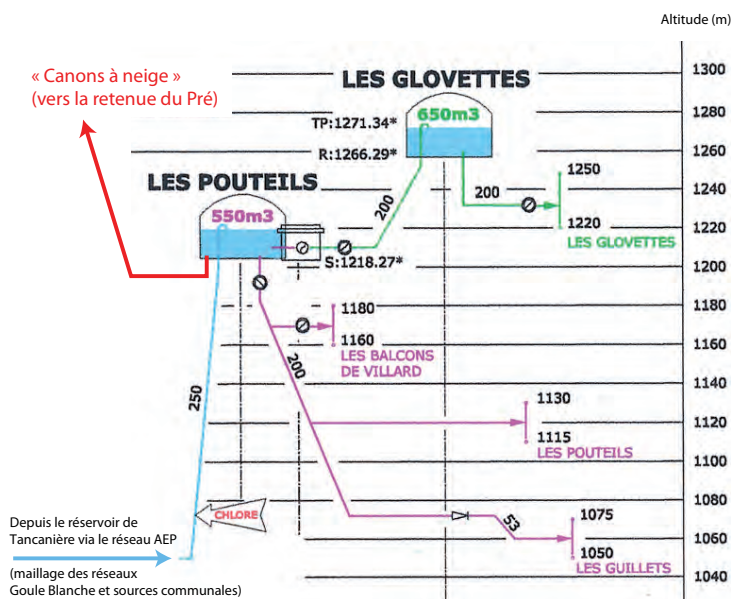 Altitude (m)
« Canons à neige »
(vers la retenue du Pré)
LES GLOVETTES
1300
1280
650m3
TP:1271.34*
R:1266.29*
1260
1250
LES POUTEILS
200
1240
200
550m3
1220
1220
LES GLOVETTES
S:1218.27*
1200
1180
1180
1160
1160
LES BALCONS
DE VILLARD
200
250
1140
1130
1120
1115
LES POUTEILS
1100
1080
CHLORE
53
1075
1060
1050
LES GUILLETS
1040
Depuis le réservoir de
Tancanière via le réseau AEP
(maillage des réseaux
Goule Blanche et sources communales)